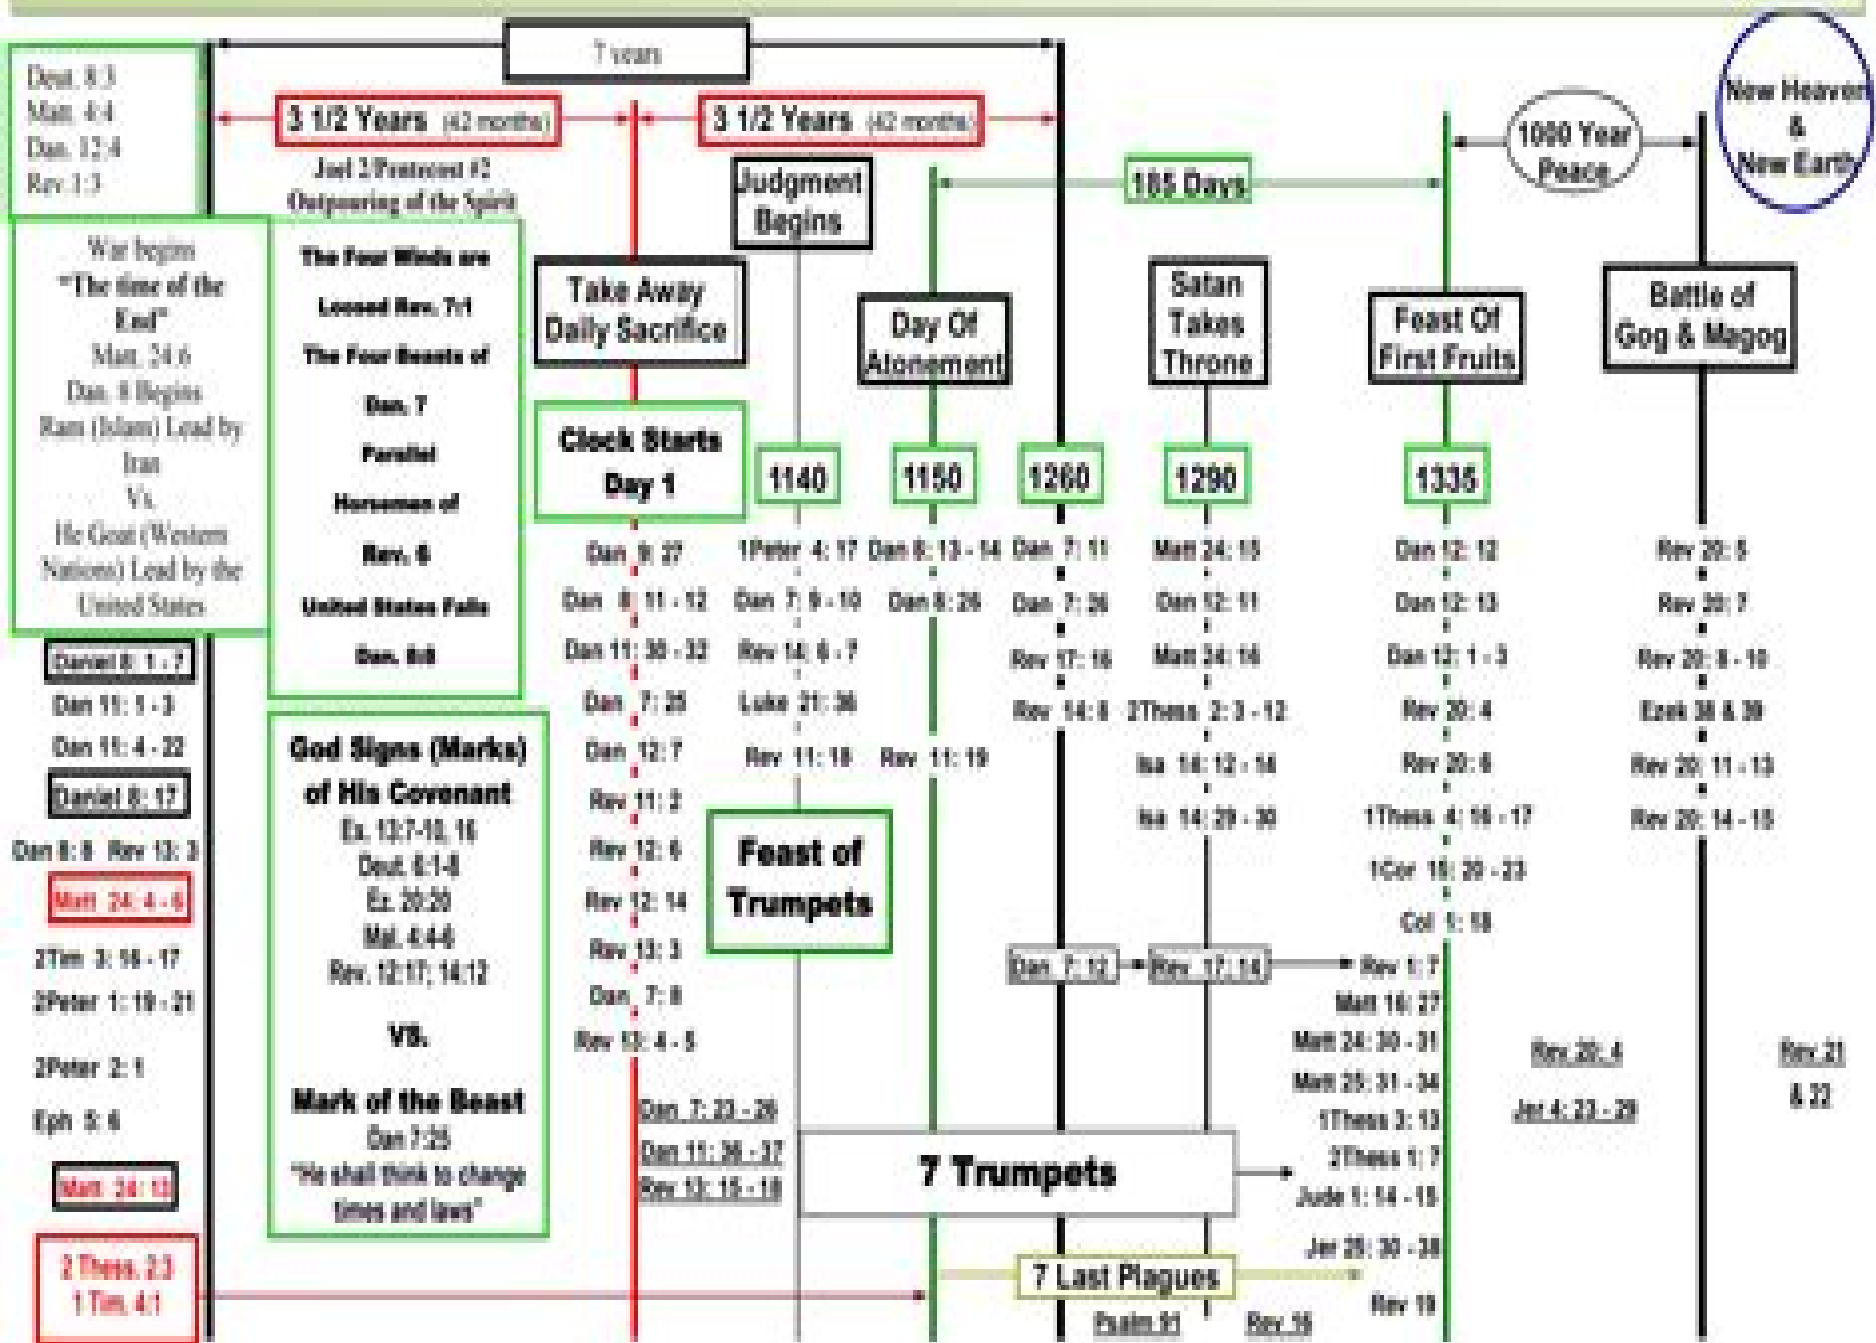 7 years
Deut. 8:3
Matt. 4:4
Dan. 12:4
Rev. 1:3
3 1/2 Years (42 months)
3 1/2 Years (42 months)
Joel 2/Pentecost #2
Outpouring of the Spirit
Judgment
Begins
185 Days
1000 Year
Peace
New Heaven
&
New Earth
War begins
"The time of the
End"
Matt. 24:6
Dan. 8 Begins
Ram (Islam) Lead by
Iran
Vs.
He Goat (Western
Nations) Lead by the
United States
The Four Winds are
Loosed Rev. 7:1
The Four Beasts of
Dan. 7
Parallel
Horsemen of
Rev. 6
United States Falls
Dan. 8:8
Take Away
Daily Sacrifice
Day Of
Atonement
Satan
Takes
Throne
Feast Of
First Fruits
Battle of
Gog & Magog
Clock Starts
Day 1
1140
1150
1260
1290
1335
Daniel 8: 1 - 7
Dan 11: 1 - 3
Dan 11: 4 - 22
Daniel 8: 17
Dan 8: 8 Rev 13: 3
Matt 24: 4 - 6
2Tim 3: 16 - 17
2Peter 1: 19 - 21
2Peter 2: 1
Eph 5: 6
Matt 24:
2 Thess. 2:3
1 Tim. 4:1
God Signs (Marks)
of His Covenant
Ex. 13:7-10, 16
Deut. 6:1-8
20:20
Mal. 4:4-6
Rev. 12:17; 14:12
VS.
Mark of the Beast
Dan 7:25
"He shall think to change
times and laws"
Dan 9: 27
Dan 8: 11 - 12
Dan 11: 30 - 32
Dan 7: 25
Dan 12: 7
Rev 11: 2
Rev 12: 6
Rev 12: 14
Rev 13: 3
Dan 7: 8
Rev 13: 4 - 5
Dan 7: 23 - 26
Dan 11: 36 - 37
Rev 13: 15 - 18
1Peter 4: 17
Dan 7: 9 - 10
Rev 14: 6 - 7
Luke 21: 36
Rev 11: 18
Feast of
Trumpets
Dan 8: 13 - 14
Dan 8: 26
Rev 11: 19
Dan 7: 11
Dan 7: 26
Rev 17: 16
Rev 14: 8
Matt 24: 15
Dan 12: 11
Matt 24: 16
2Thess 2: 3 - 12
Isa 14: 12 - 14
Isa 14: 29 - 30
Dan 7: 12
Rev 17: 14
7 Trumpets
7 Last Plagues
Psalm 91
Rev 16
Dan 12: 12
Dan 12: 13
Dan 12: 1 - 3
Rev 20: 4
Rev 20: 6
1Thess 4: 16 - 17
1Cor 15: 20 - 23
Col 1: 18
Rev 1: 7
Matt 16: 27
Matt 24: 30 - 31
Matt 25: 31 - 34
1Thess 3: 13
2Thess 1: 7
Jude 1: 14 - 15
Jer 25: 30 - 38
Rev 19
Rev 20: 5
Rev 20: 7
Rev 20: 8 - 10
Ezek 38 & 39
Rev 20: 11 - 13
Rev 20: 14 - 15
Rev 20: 4
Jer 4: 23 - 29
Rev 21
& 22